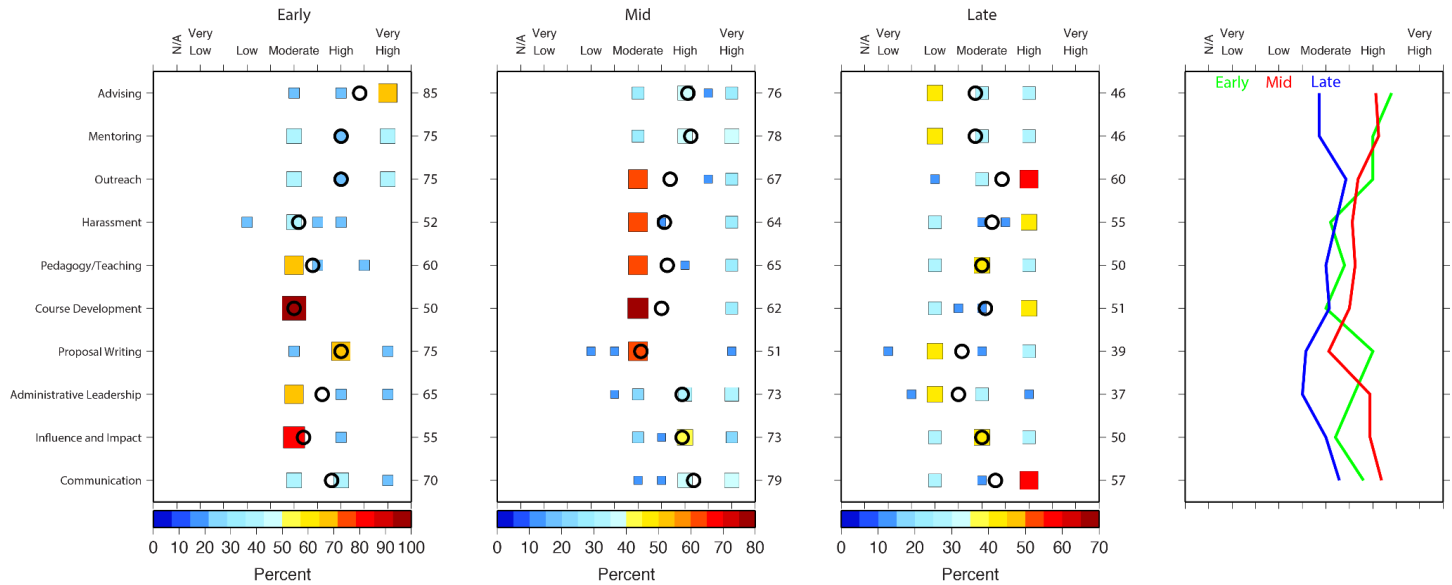 Early Mid Late
N/A Very Low Low Moderate High Very High N/A Very Low Low Moderate High Very High N/A Very Low Low Moderate High Very High N/A Very Low Low Moderate High Very High
Early Mid Late
Advising 85 76 46
Mentoring 75 78 46
Outreach 75 67 60
Harassment 52 64 55
Pedagogy/Teaching 60 65 50
Course Development 50 62 51
Proposal Writing 75 51 39
Administrative Leadership 65 73 37
Influence and Impact 55 73 50
Communication 70 79 57
0 10 20 30 40 50 60 70 80 90 100 0 10 20 30 40 50 60 70 80 0 10 20 30 40 50 60 70
Percent Percent Percent